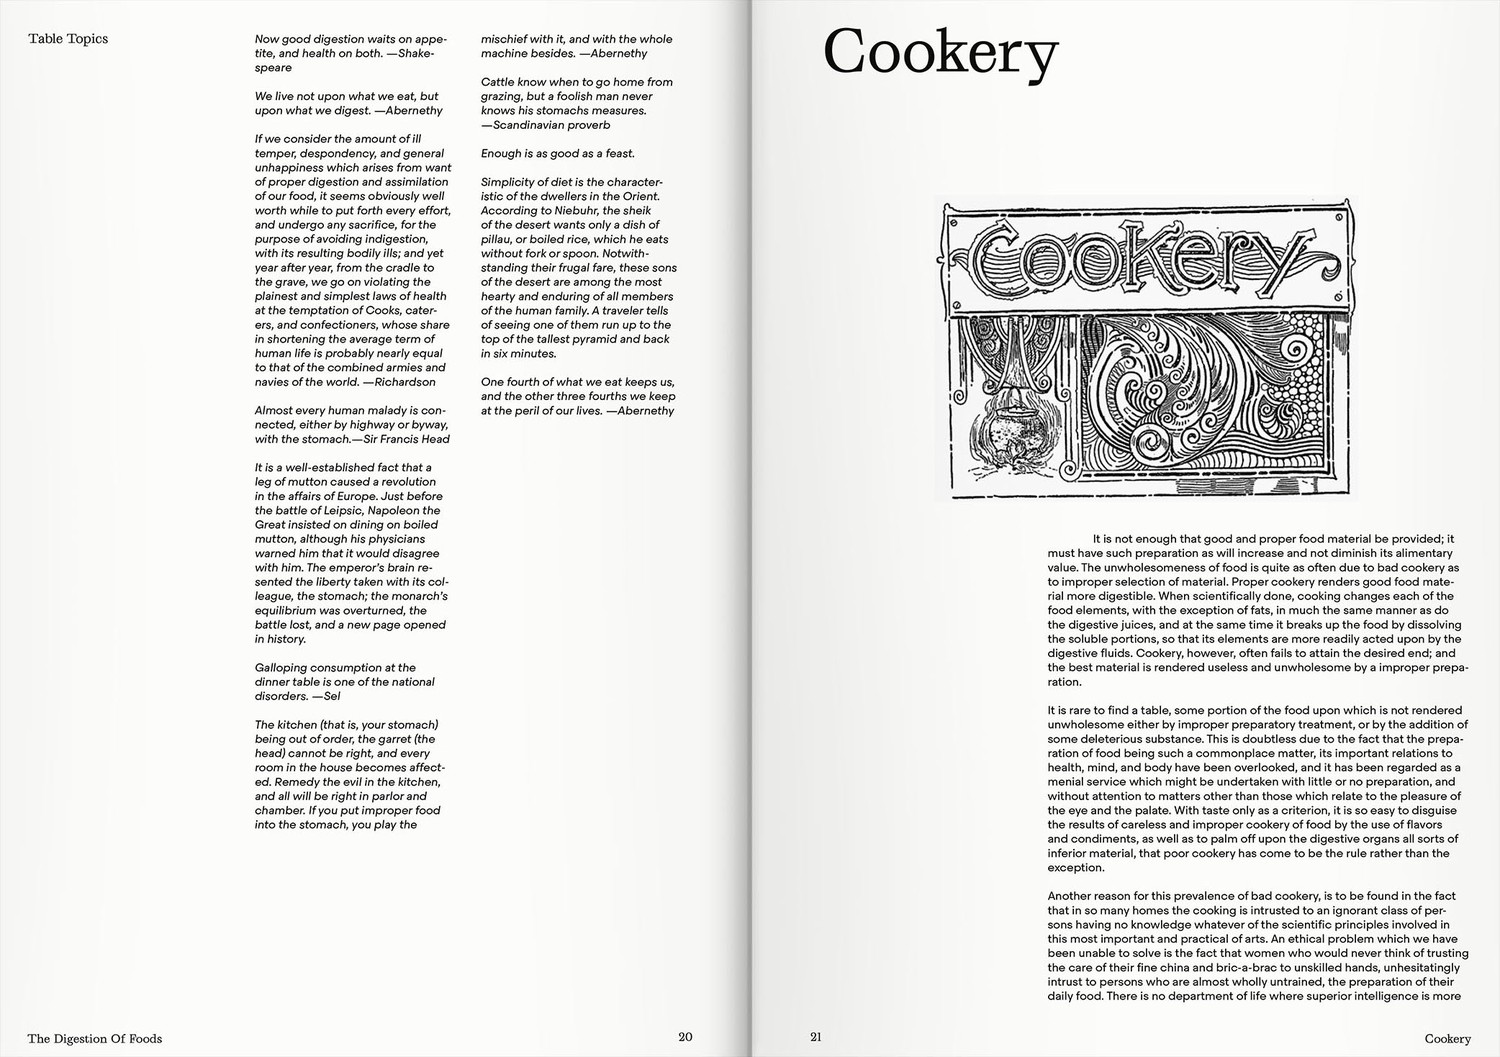 Table Topics
Now good digestion waits on appe-
tite, and health on both. —Shake-
speare
We live not upon what we eat, but
upon what we digest. —Abernethy
If we consider the amount of ill
temper, despondency, and general
unhappiness which arises from want
of proper digestion and assimilation
of our food, it seems obviously well
worth while to put forth every effort,
and undergo any sacrifice, for the
purpose of avoiding indigestion,
with its resulting bodily ills; and yet
year after year, from the cradle to
the grave, we go on violating the
plainest and simplest laws of health
at the temptation of Cooks, cater-
ers, and confectioners, whose share
in shortening the average term of
human life is probably nearly equal
to that of the combined armies and
navies of the world. —Richardson
Almost every human malady is con-
nected, either by highway or byway,
with the stomach.—Sir Francis Head
It is a well-established fact that a
leg of mutton caused a revolution
in the affairs of Europe. Just before
the battle of Leipsic, Napoleon the
Great insisted on dining on boiled
mutton, although his physicians
warned him that it would disagree
with him. The emperor's brain re-
sented the liberty taken with its col-
league, the stomach; the monarch's
equilibrium was overturned, the
battle lost, and a new page opened
in history.
Galloping consumption at the
dinner table is one of the national
disorders. —Sel
The kitchen (that is, your stomach)
being out of order, the garret (the
head) cannot be right, and every
room in the house becomes affect-
ed. Remedy the evil in the kitchen,
and all will be right in parlor and
chamber. If you put improper food
into the stomach, you play the
mischief with it, and with the whole
machine besides. —Abernethy
Cattle know when to go home from
grazing, but a foolish man never
knows his stomachs measures.
—Scandinavian proverb
Enough is as good as a feast.
Simplicity of diet is the character-
istic of the dwellers in the Orient.
According to Niebuhr, the sheik
of the desert wants only a dish of
pillau, or boiled rice, which he eats
without fork or spoon. Notwith-
standing their frugal fare, these sons
of the desert are among the most
hearty and enduring of all members
of the human family. A traveler tells
of seeing one of them run up to the
top of the tallest pyramid and back
in six minutes.
One fourth of what we eat keeps us,
and the other three fourths we keep
at the peril of our lives. —Abernethy
The Digestion Of Foods
20
Cookery
Cookery
It is not enough that good and proper food material be provided; it
must have such preparation as will increase and not diminish its alimentary
value. The unwholesomeness of food is quite as often due to bad cookery as
to improper selection of material. Proper cookery renders good food mate-
rial more digestible. When scientifically done, cooking changes each of the
food elements, with the exception of fats, in much the same manner as do
the digestive juices, and at the same time it breaks up the food by dissolving
the soluble portions, so that its elements are more readily acted upon by the
digestive fluids. Cookery, however, often fails to attain the desired end; and
the best material is rendered useless and unwholesome by a improper prepa-
ration.
It is rare to find a table, some portion of the food upon which is not rendered
unwholesome either by improper preparatory treatment, or by the addition of
some deleterious substance. This is doubtless due to the fact that the prepa-
ration of food being such a commonplace matter, its important relations to
health, mind, and body have been overlooked, and it has been regarded as a
menial service which might be undertaken with little or no preparation, and
without attention to matters other than those which relate to the pleasure of
the eye and the palate. With taste only as a criterion, it is so easy to disguise
the results of careless and improper cookery of food by the use of flavors
and condiments, as well as to palm off upon the digestive organs all sorts of
inferior material, that poor cookery has come to be the rule rather than the
exception.
Another reason for this prevalence of bad cookery, is to be found in the fact
that in so many homes the cooking is intrusted to an ignorant class of per-
sons having no knowledge whatever of the scientific principles involved in
this most important and practical of arts. An ethical problem which we have
been unable to solve is the fact that women who would never think of trusting
the care of their fine china and bric-a-brac to unskilled hands, unhesitatingly
intrust to persons who are almost wholly untrained, the preparation of their
daily food. There is no department of life where superior intelligence is more
21
Cookery